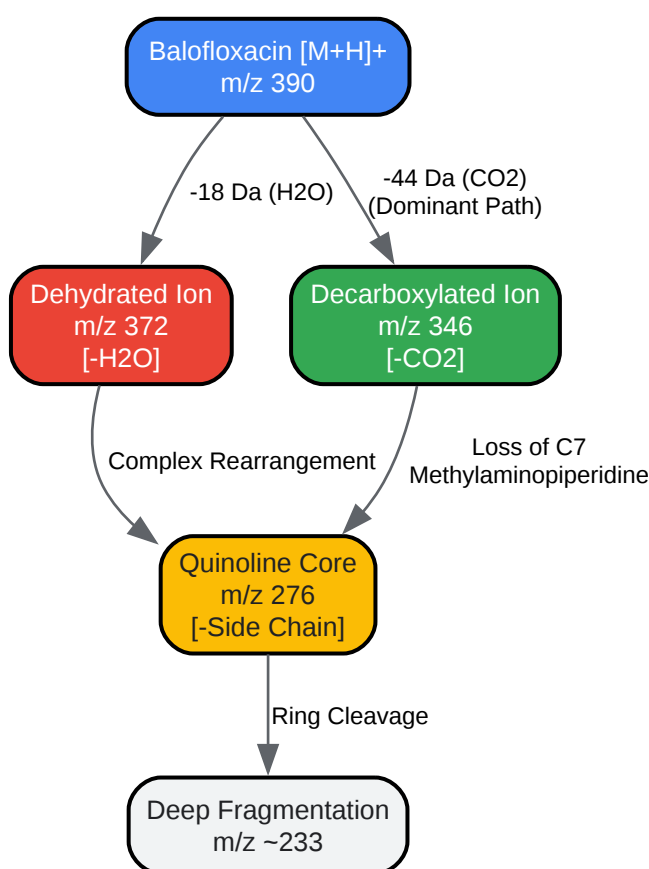 Balofloxacin [M+H]+
m/z 390
-18 Da (H2O)
-44 Da (CO2)
(Dominant Path)
Dehydrated Ion
m/z 372
[-H2O]
Decarboxylated Ion
m/z 346
[-CO2]
Complex Rearrangement
Loss of C7
Methylaminopiperidine
Quinoline Core
m/z 276
[-Side Chain]
Ring Cleavage
Deep Fragmentation
m/z ~233